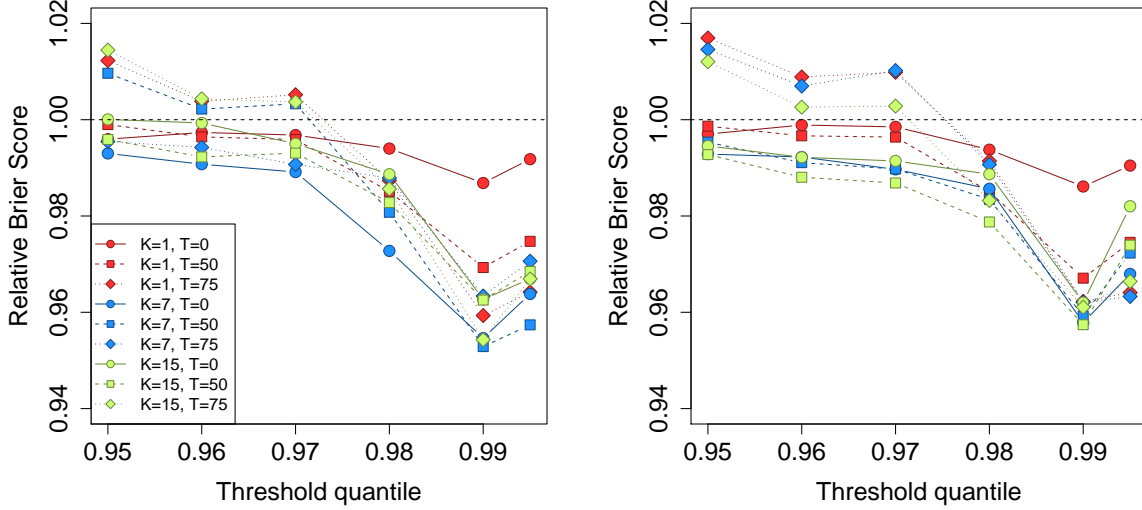 1.02
1.00
0.98
0.96
0.94
Relative Brier Score
K=1, T=0
K=1, T=50
K=1, T=75
K=7, T=0
K=7, T=50
K=7, T=75
K=15, T=0
K=15, T=50
K=15, T=75
0.95 0.96 0.97 0.98 0.99
Threshold quantile
1.02
1.00
0.98
0.96
0.94
Relative Brier Score
0.95 0.96 0.97 0.98 0.99
Threshold quantile